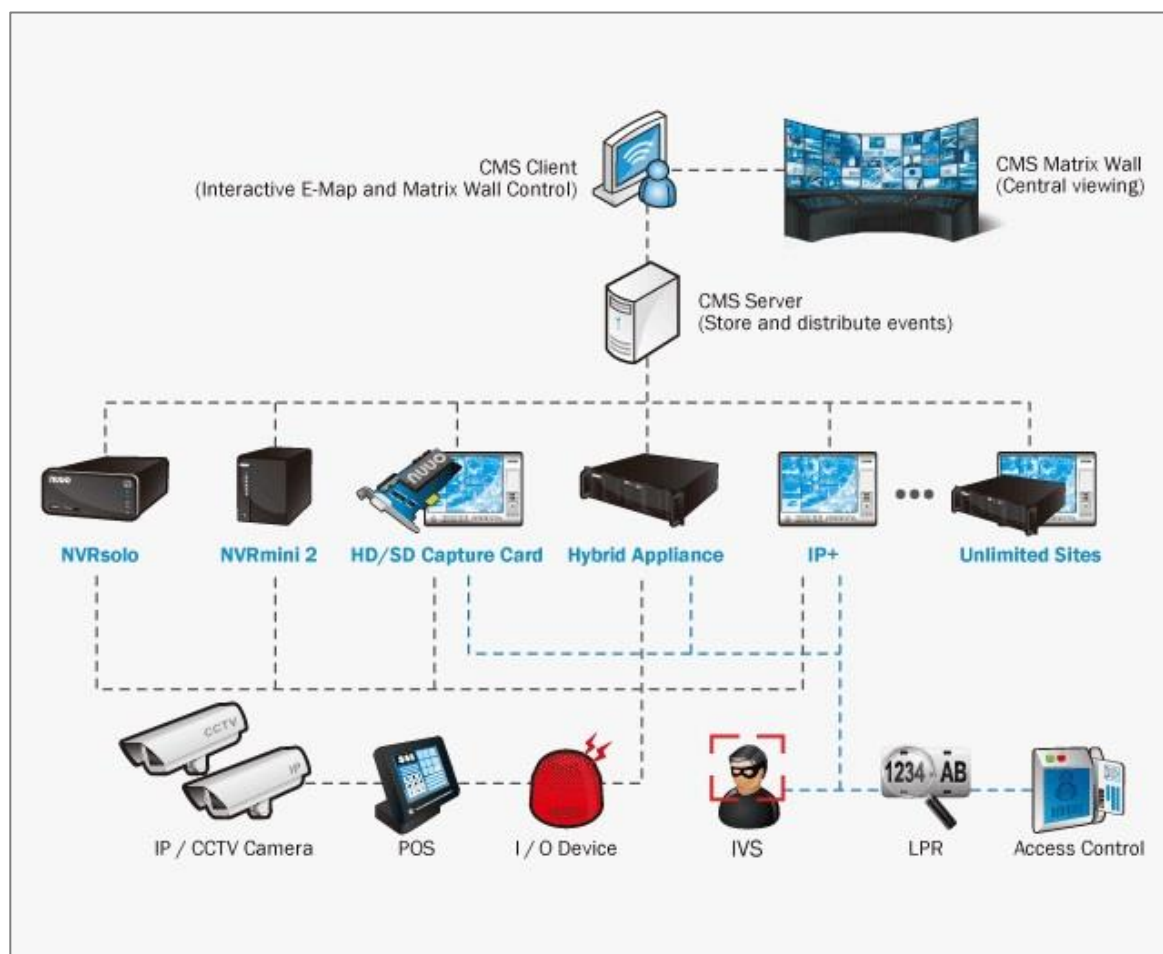 CMS Client
(Interactive E-Map and Matrix Wall Control)
CMS Matrix Wall
(Central viewing)
CMS Server
(Store and distribute events)
nuuo
nuuo
NVRsolo
NVRmini 2
HD/SD Capture Card
Hybrid Appliance
IP+
Unlimited Sites
CCTV
IP
1234 AB
IP / CCTV Camera
POS
I / O Device
IVS
LPR
Access Control